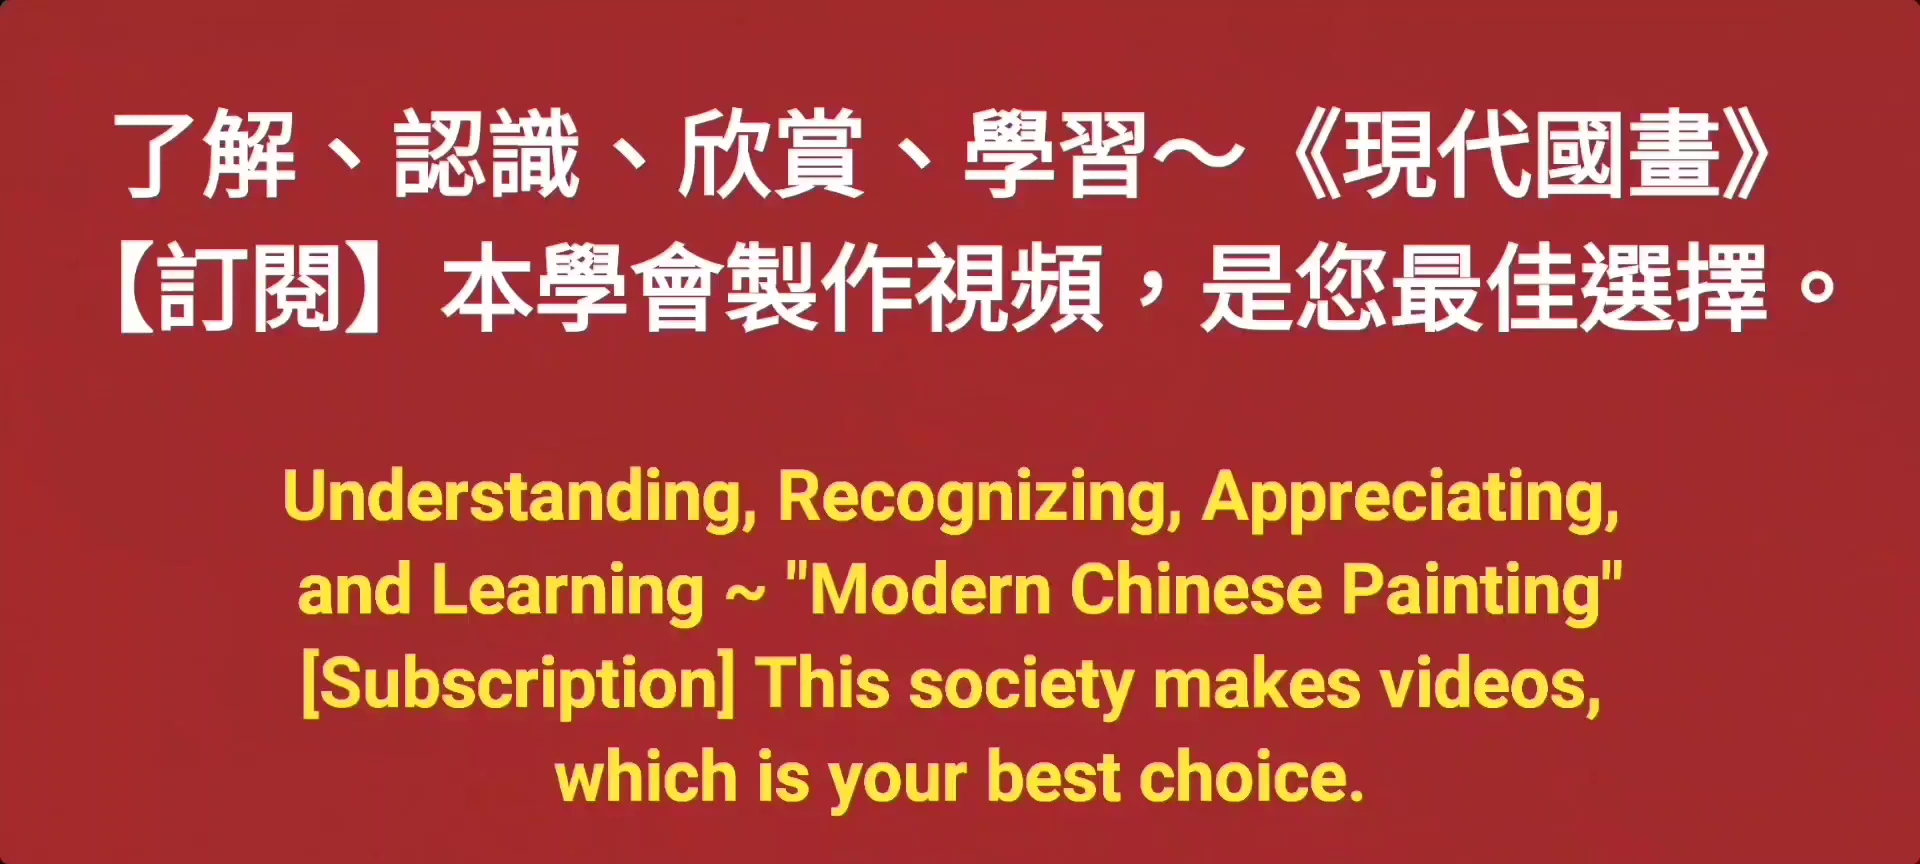 了解、認識、欣賞、學習～《現代國畫》
【訂閱】本學會製作視頻，是您最佳選擇。
Understanding, Recognizing, Appreciating,
and Learning ~ "Modern Chinese Painting"
[Subscription] This society makes videos,
which is your best choice.